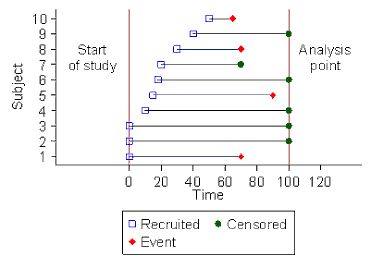 10
9
8
7
6
5
4
3
2
1
Subject
Start
of study
Analysis
point
0 20 40 60 80 100 120
Time
Recruited Censored
Event